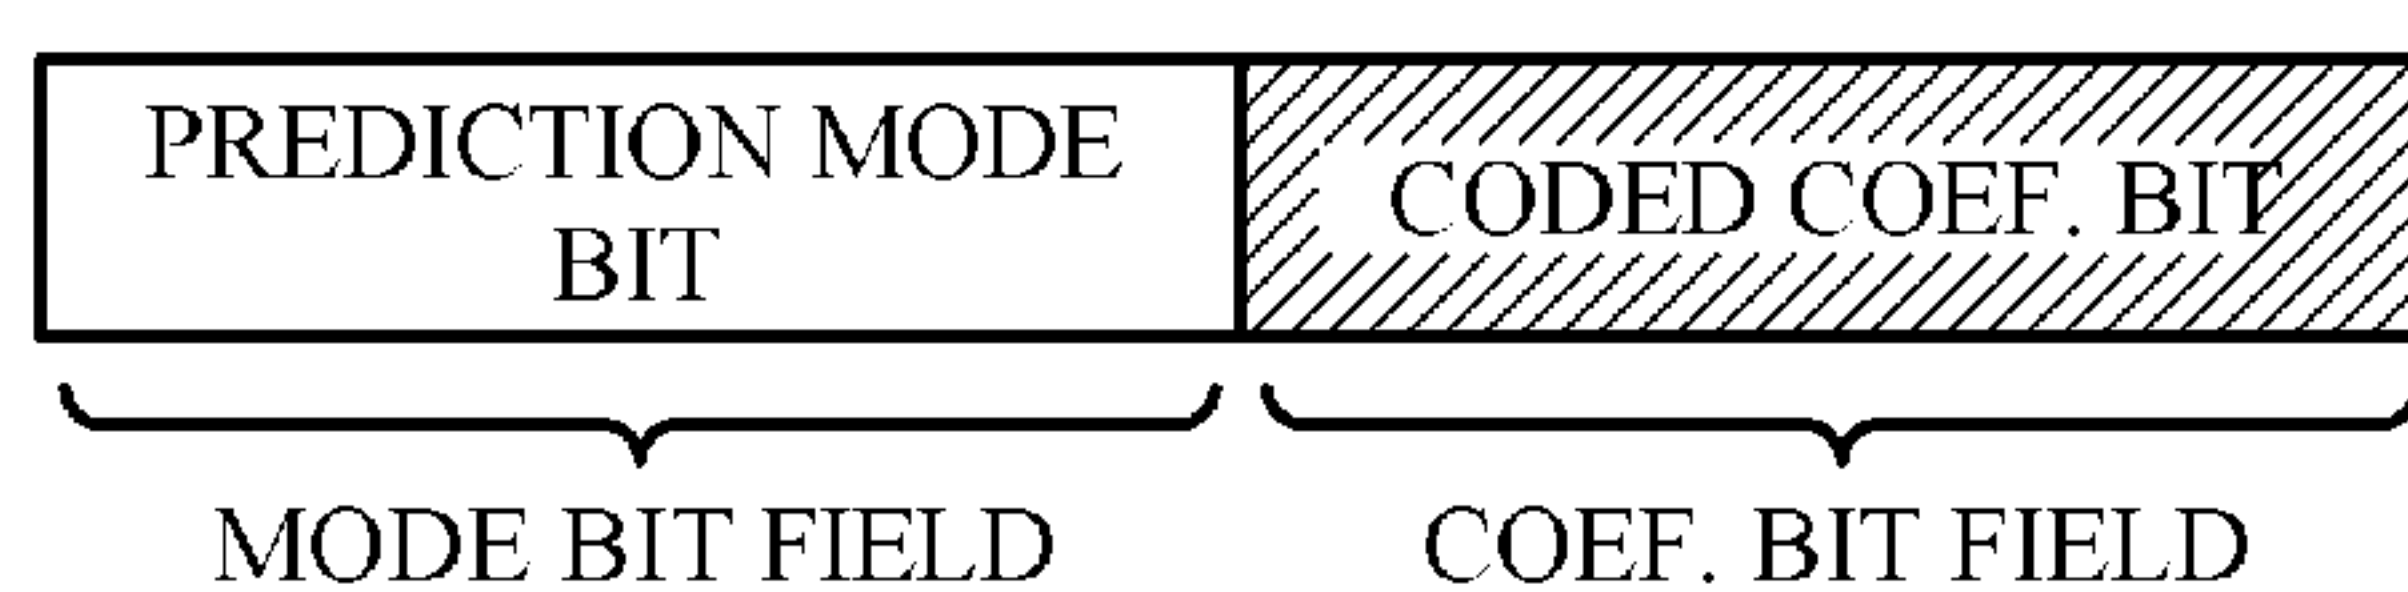 PREDICTION MODE
BIT
CODED COEF. BIT
MODE BIT FIELD
COEF. BIT FIELD